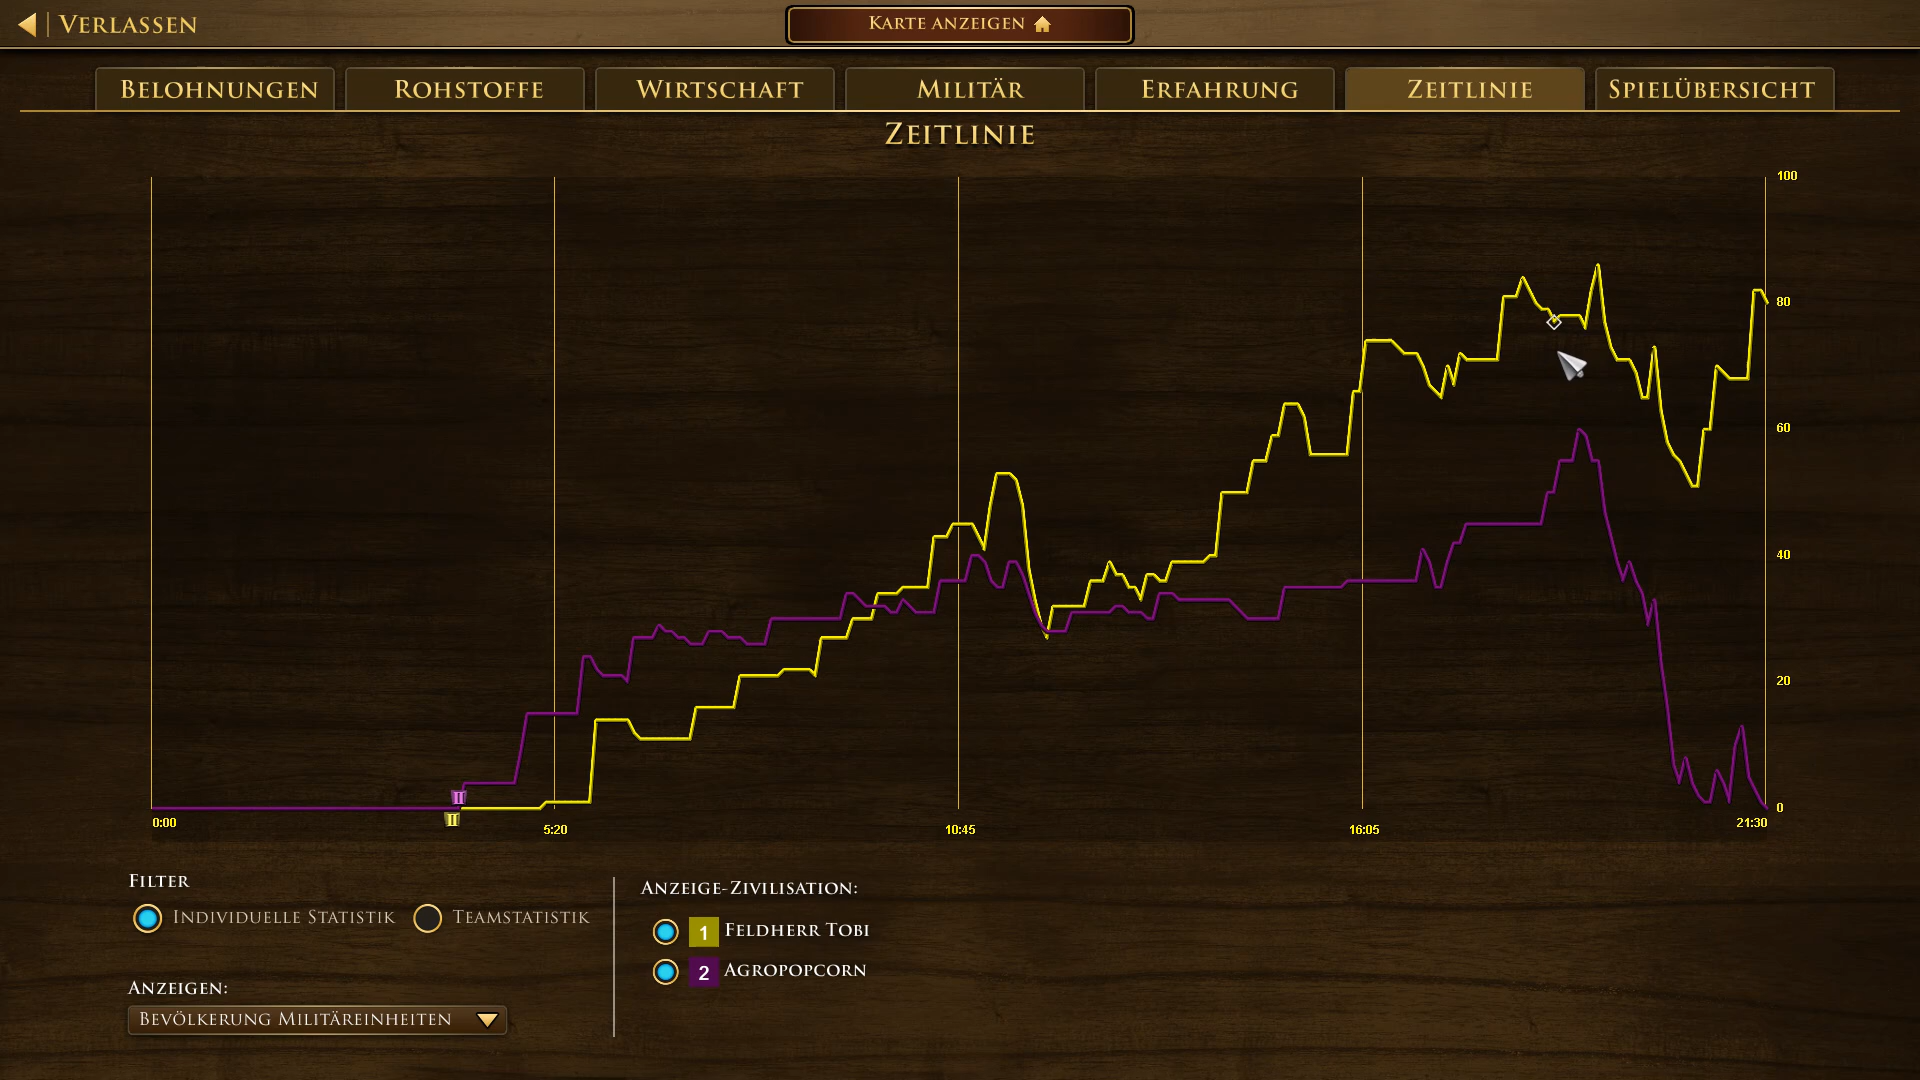 VERLASSEN
KARTE ANZEIGEN
BELOHNUNGEN ROHSTOFFE WIRTSCHAFT MILITÄR ERFAHRUNG ZEITLINIE SPIELÜBERSICHT
ZEITLINIE
100
80
60
40
20
0
II
II
0:00 5:20 10:45 16:05 21:30
FILTER
INDIVIDUELLE STATISTIK TEAMSTATISTIK
ANZEIGEN:
BEVÖLKERUNG MILITÄREINHEITEN
ANZEIGE-ZIVILISATION:
1 FELDHERR TOBI
2 AGROPOPCORN